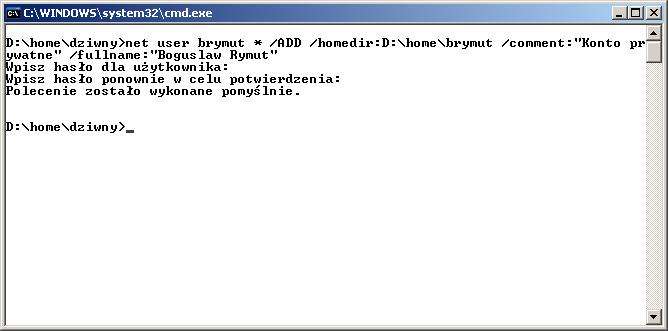 C:\WINDOWS\system32\cmd.exe
D:\home\dziwny>net user brymut * /ADD /homedir:D:\home\brymut /comment:"Konto pr
ywatne" /fullname:"Boguslaw Rymut"
Wpisz hasło dla użytkownika:
Wpisz hasło ponownie w celu potwierdzenia:
Polecenie zostało wykonane pomyślnie.
D:\home\dziwny>_